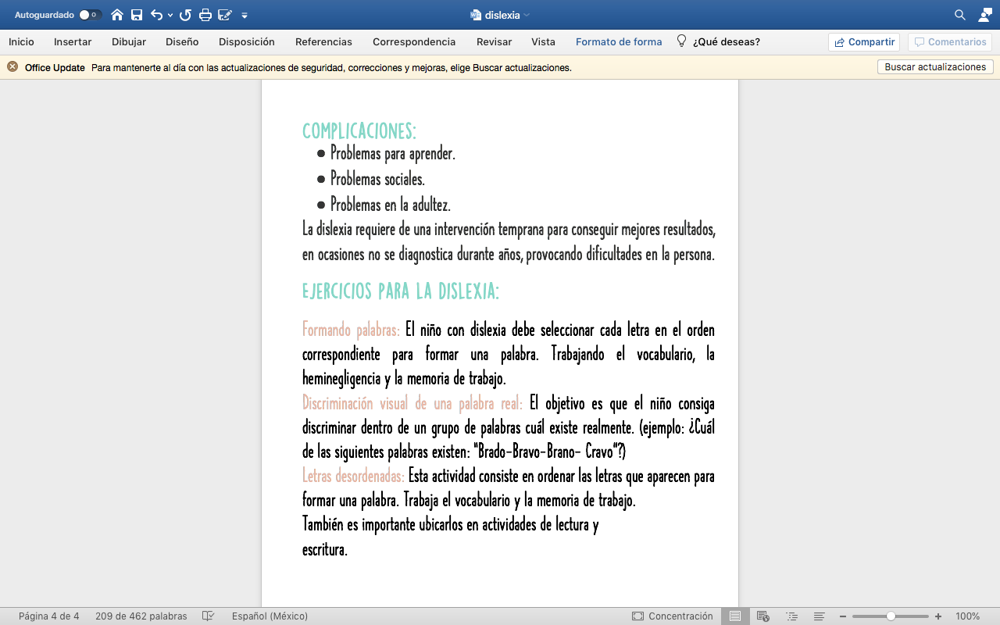 Autoguardado
dislexia
Inicio Insertar Dibujar Diseño Disposición Referencias Correspondencia Revisar Vista Formato de forma ¿Qué deseas? Compartir Comentarios
Office Update Para mantenerte al día con las actualizaciones de seguridad, correcciones y mejoras, elige Buscar actualizaciones. Buscar actualizaciones
COMPLICACIONES:
● Problemas para aprender.
● Problemas sociales.
● Problemas en la adultez.
La dislexia requiere de una intervención temprana para conseguir mejores resultados,
en ocasiones no se diagnostica durante años, provocando dificultades en la persona.
EJERCICIOS PARA LA DISLEXIA:
Formando palabras: El niño con dislexia debe seleccionar cada letra en el orden
correspondiente para formar una palabra. Trabajando el vocabulario, la
heminegligencia y la memoria de trabajo.
Discriminación visual de una palabra real: El objetivo es que el niño consiga
discriminar dentro de un grupo de palabras cuál existe realmente. (ejemplo: ¿Cuál
de las siguientes palabras existen: "Brado-Bravo-Brano- Cravo"?)
Letras desordenadas: Esta actividad consiste en ordenar las letras que aparecen para
formar una palabra. Trabaja el vocabulario y la memoria de trabajo.
También es importante ubicarlos en actividades de lectura y
escritura.
Página 4 de 4 209 de 462 palabras Español (México) Concentración 100%